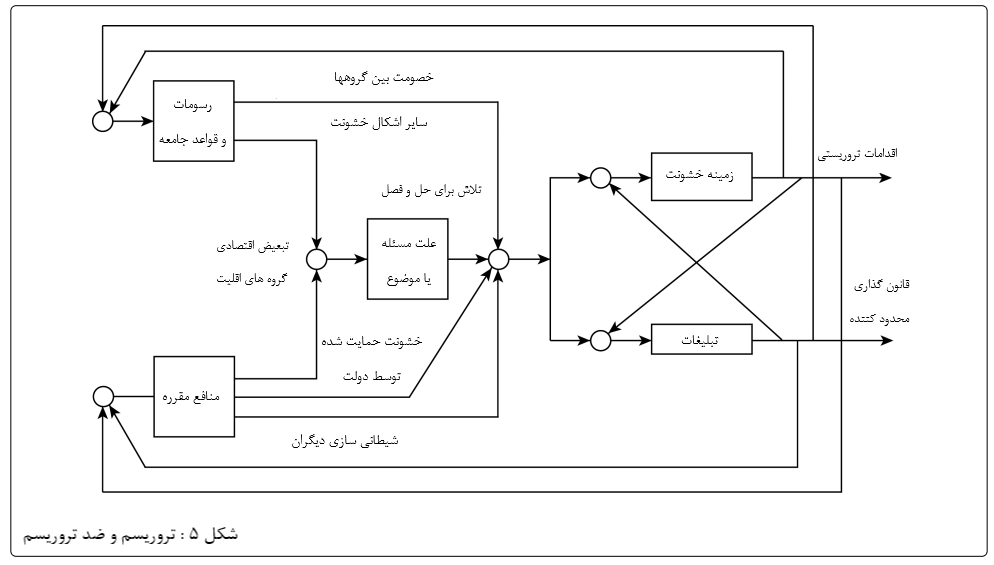 خصومت بین گروهها
رسومات
و قواعد جامعه
سایر اشکال خشونت
اقدامات تروریستی
زمینه خشونت
تلاش برای حل و فصل
تبعیض اقتصادی
گروه های اقلیت
علت مسئله
یا موضوع
قانون گذاری
محدود کتنده
خشونت حمایت شده
توسط دولت
تبلیغات
منافع مقرره
شیطانی سازی دیگران
شکل ۵ : تروریسم و ضد تروریسم